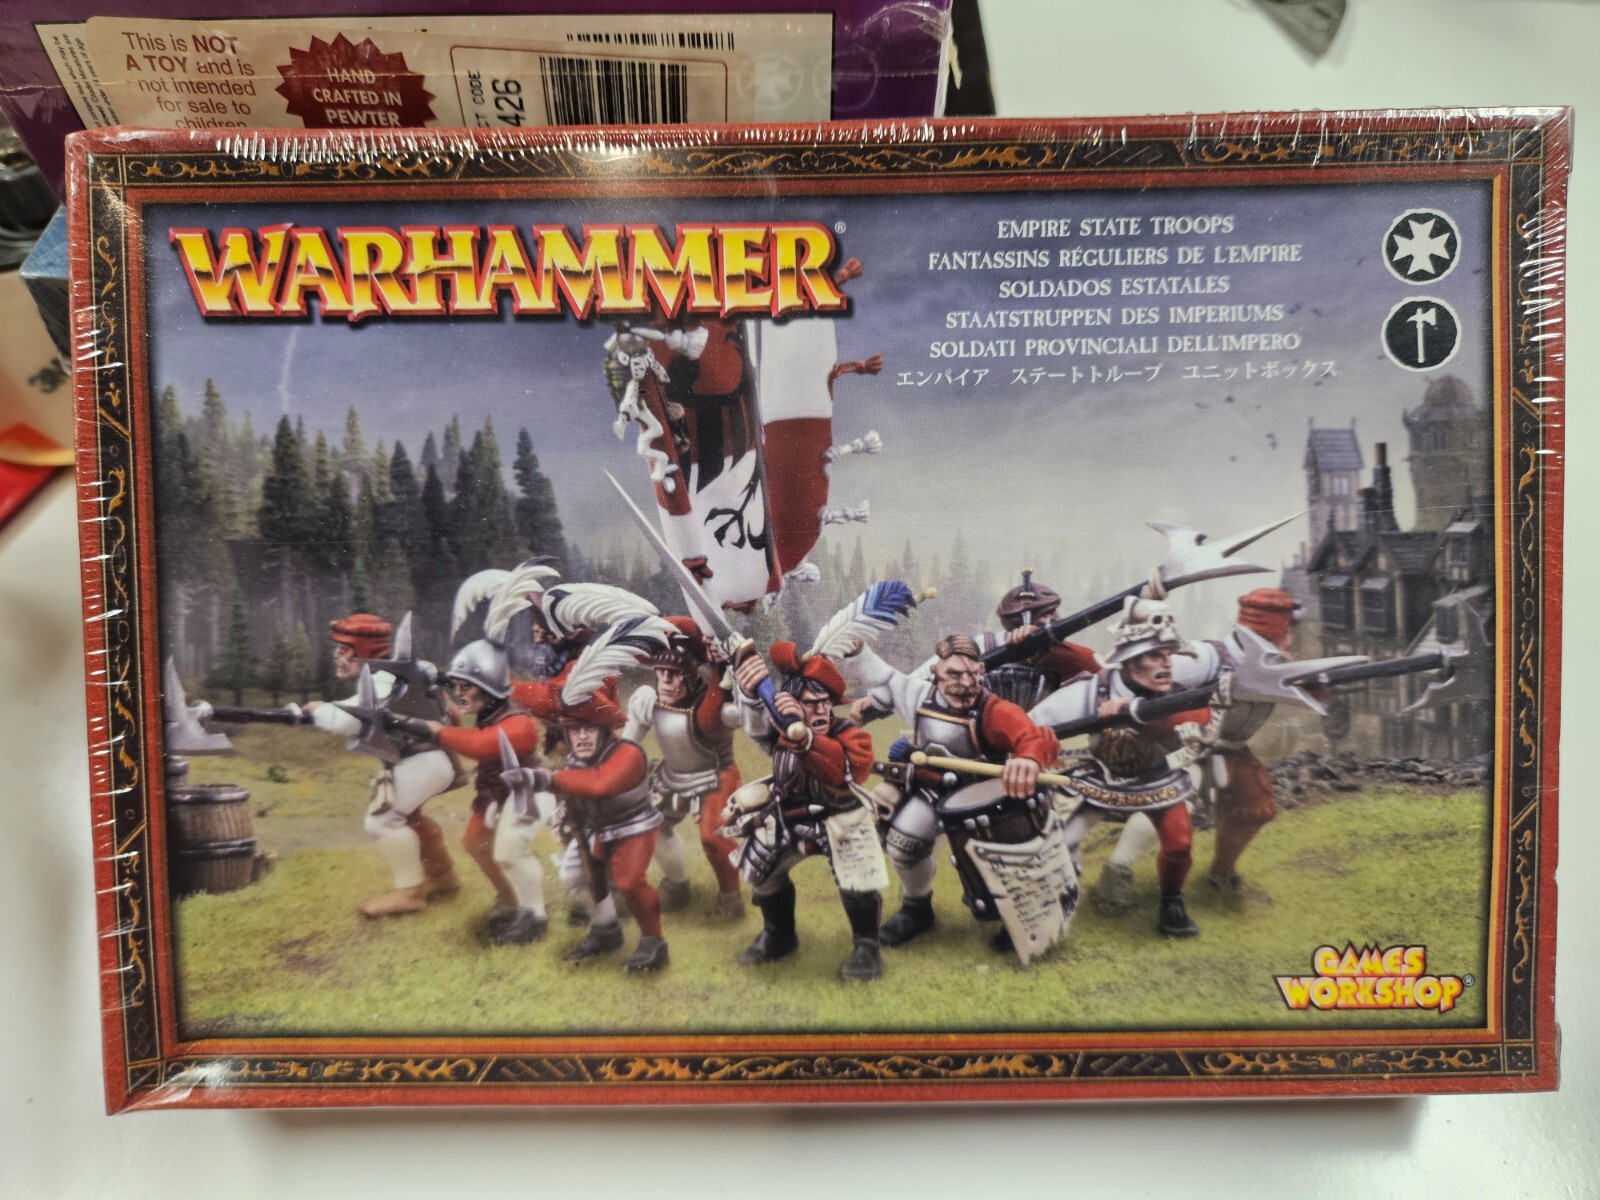 This is NOT
A TOY and is
not intended
for sale to
children
HAND
CRAFTED IN
PEWTER
CODE
426
WARHAMMER®
EMPIRE STATE TROOPS
FANTASSINS RÉGULIERS DE L'EMPIRE
SOLDADOS ESTATALES
STAATSTRUPPEN DES IMPERIUMS
SOLDATI PROVINCIALI DELL'IMPERO
エンパイア ステートトループ ユニットボックス
GAMES
WORKSHOP®